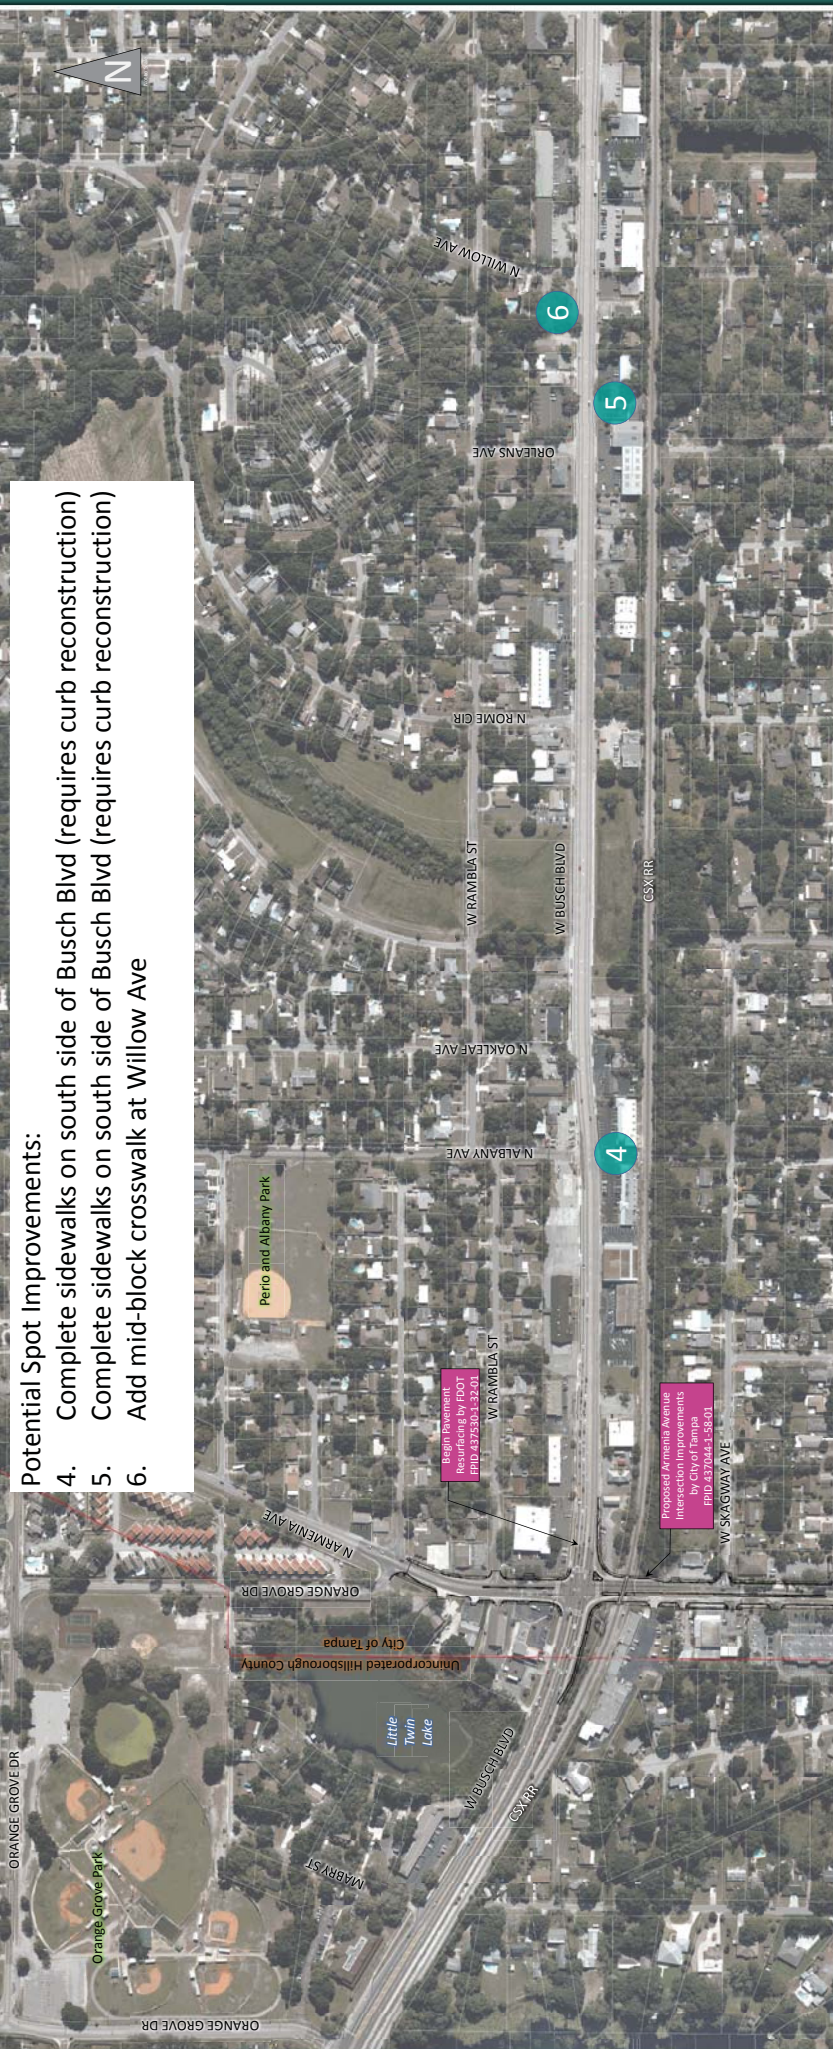 Potential Spot Improvements:
4. Complete sidewalks on south side of Busch Blvd (requires curb reconstruction)
5. Complete sidewalks on south side of Busch Blvd (requires curb reconstruction)
6. Add mid-block crosswalk at Willow Ave
N
ORANGE GROVE DR
Orange Grove Park
ORANGE GROVE DR
MABRY ST
Little
Twin
Lake
W BUSCH BLVD
CSX RR
Unincorporated Hillsborough County
City of Tampa
ORANGE GROVE DR
N ARMENIA AVE
Begin Pavement
Resurfacing by FDOT
FPID 437530-1-32-01
Proposed Armenia Avenue
Intersection Improvements
by City of Tampa
FPID 437044-1-58-01
W SKAGWAY AVE
W RAMBLA ST
Perio and Albany Park
N ALBANY AVE
4
N OAKLEAF AVE
W RAMBLA ST
W BUSCH BLVD
CSX RR
N ROME CIR
ORLEANS AVE
5
6
N WILLOW AVE